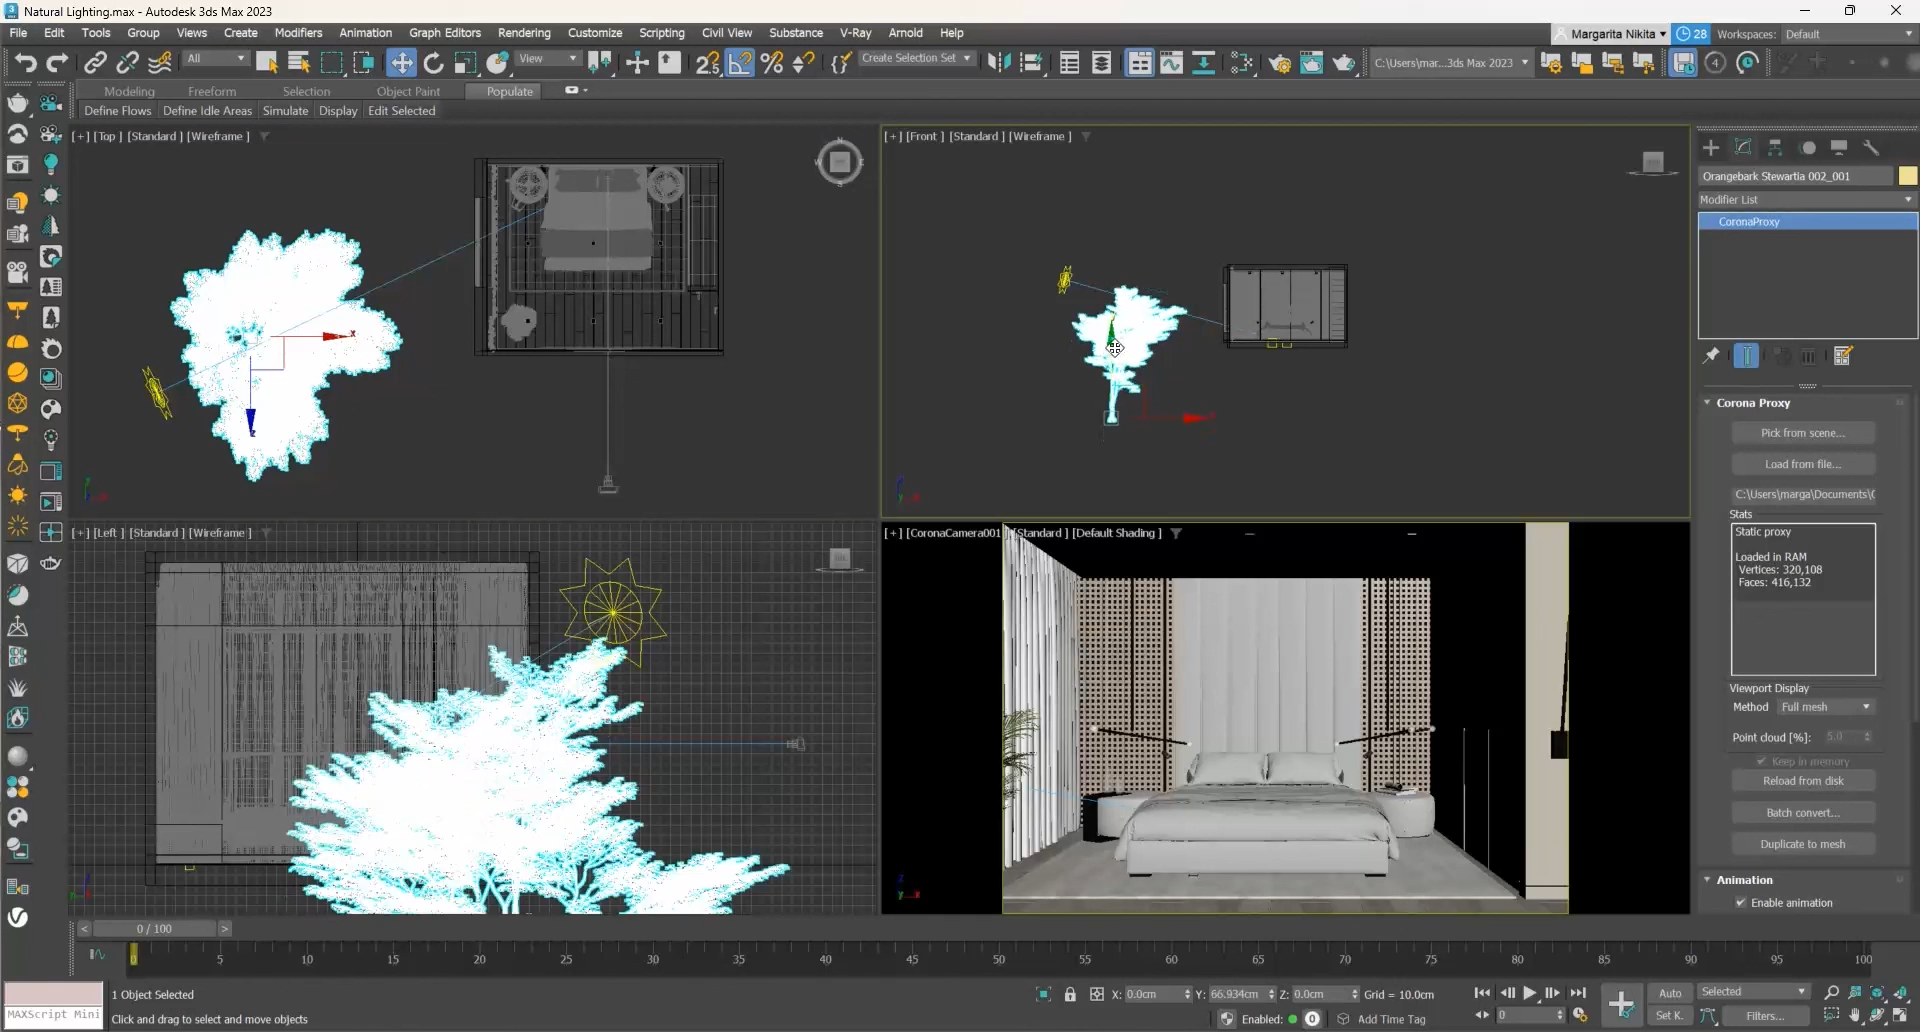 Natural Lighting.max - Autodesk 3ds Max 2023
File Edit Tools Group Views Create Modifiers Animation Graph Editors Rendering Customize Scripting Civil View Substance V-Ray Arnold Help
Margarita Nikita 28 Workspaces: Default
All View Create Selection Set C:\Users\mar...3ds Max 2023
Modeling Freeform Selection Object Paint Populate
Define Flows Define Idle Areas Simulate Display Edit Selected
[+] [Top ] [Standard ] [Wireframe ]
[+] [Front ] [Standard ] [Wireframe ]
Orangebark Stewartia 002_001
Modifier List
CoronaProxy
Corona Proxy
Pick from scene...
Load from file...
C:\Users\marga\Documents\(
Stats
Static proxy
Loaded in RAM
Vertices: 320,108
Faces: 416,132
[+] [Left ] [Standard ] [Wireframe ]
[+] [CoronaCamera001 ] [Standard ] [Default Shading ]
Viewport Display
Method Full mesh
Point cloud [%]: 5.0
Keep in memory
Reload from disk
Batch convert...
Duplicate to mesh
Animation
Enable animation
< 0 / 100 >
0 5 10 15 20 25 30 35 40 45 50 55 60 65 70 75 80 85 90 95 100
1 Object Selected
X: 0.0cm Y: 66.934cm Z: 0.0cm Grid = 10.0cm
Auto Selected
MAXScript Mini
Click and drag to select and move objects
Enabled: 0 Add Time Tag
0 Set K. Filters...